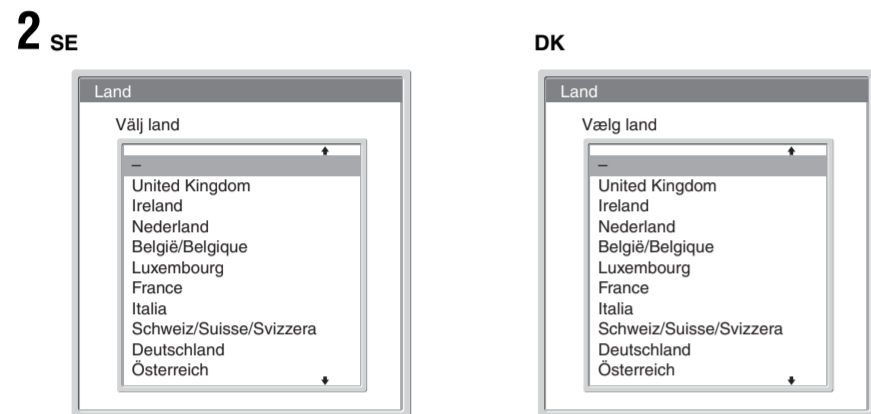 2 SE
Land
Välj land
–
United Kingdom
Ireland
Nederland
België/Belgique
Luxembourg
France
Italia
Schweiz/Suisse/Svizzera
Deutschland
Österreich
DK
Land
Vælg land
–
United Kingdom
Ireland
Nederland
België/Belgique
Luxembourg
France
Italia
Schweiz/Suisse/Svizzera
Deutschland
Österreich